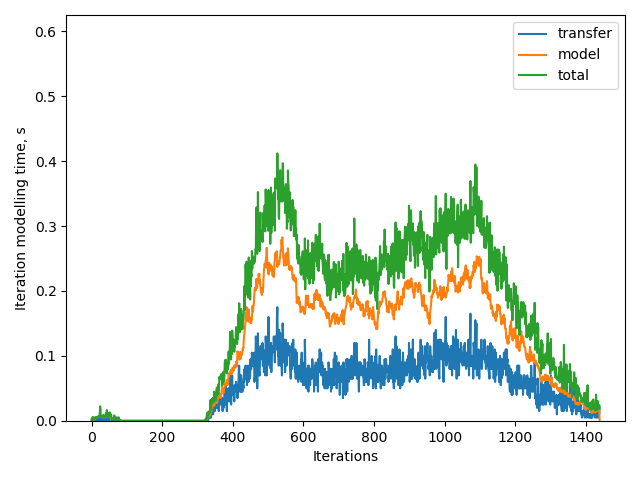 0.6
0.5
0.4
0.3
0.2
0.1
0.0
Iteration modelling time, s
transfer
model
total
0 200 400 600 800 1000 1200 1400
Iterations